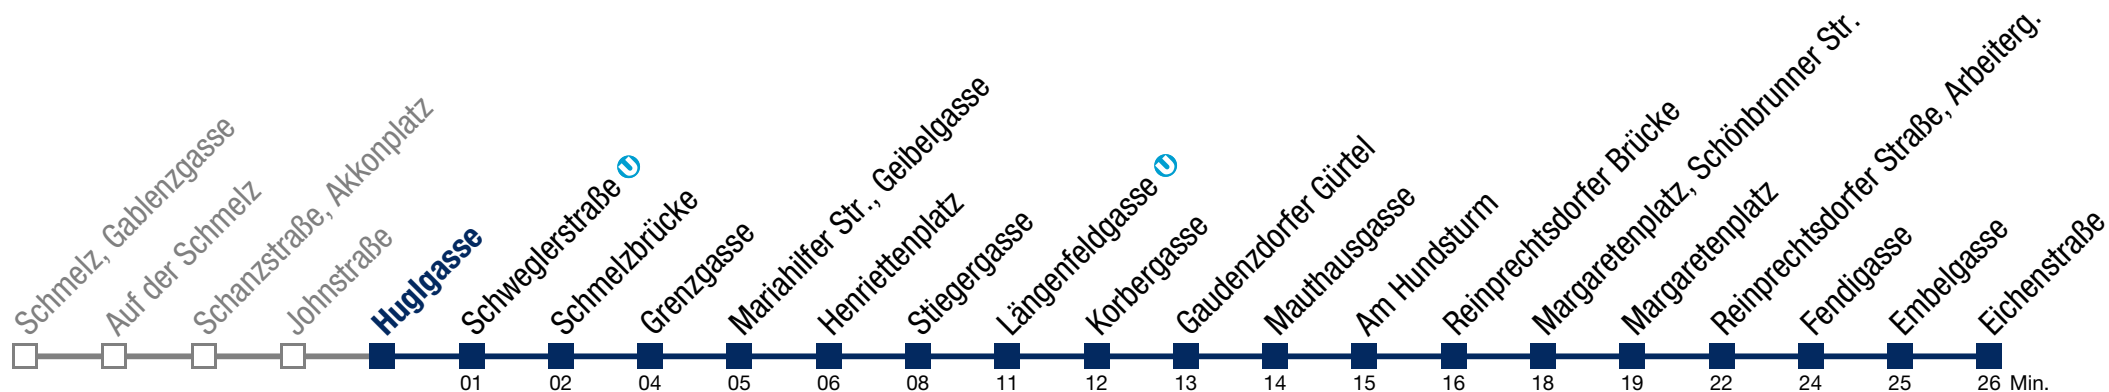 Schmelz, Gablenzgasse
Auf der Schmelz
Schanzstraße, Akkonplatz
Johnstraße
Huglgasse
Schweglerstraße U
Schmelzbrücke
Grenzgasse
Mariahilfer Str., Geibelgasse
Henriettenplatz
Stiegergasse
Längenfeldgasse U
Korbergasse
Gaudenzdorfer Gürtel
Mauthausgasse
Am Hundsturm
Reinprechtsdorfer Brücke
Margaretenplatz, Schönbrunner Str.
Margaretenplatz
Reinprechtsdorfer Straße, Arbeiterg.
Fendigasse
Embelgasse
Eichenstraße
01 02 04 05 06 08 11 12 13 14 15 16 18 19 22 24 25 26 Min.